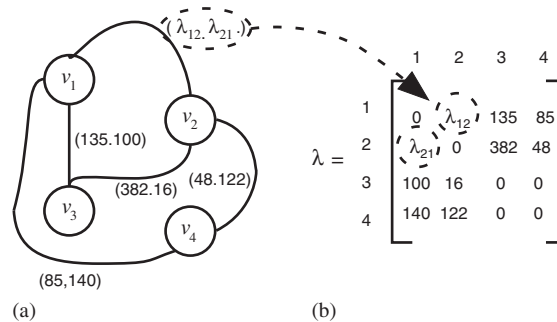 ( λ12, λ21.)
v1
v2
(135.100)
(382.16)
(48.122)
v3
v4
(85,140)
(a)
1 2 3 4
1 0 λ12 135 85
λ = 2 λ21 0 382 48
3 100 16 0 0
4 140 122 0 0
(b)